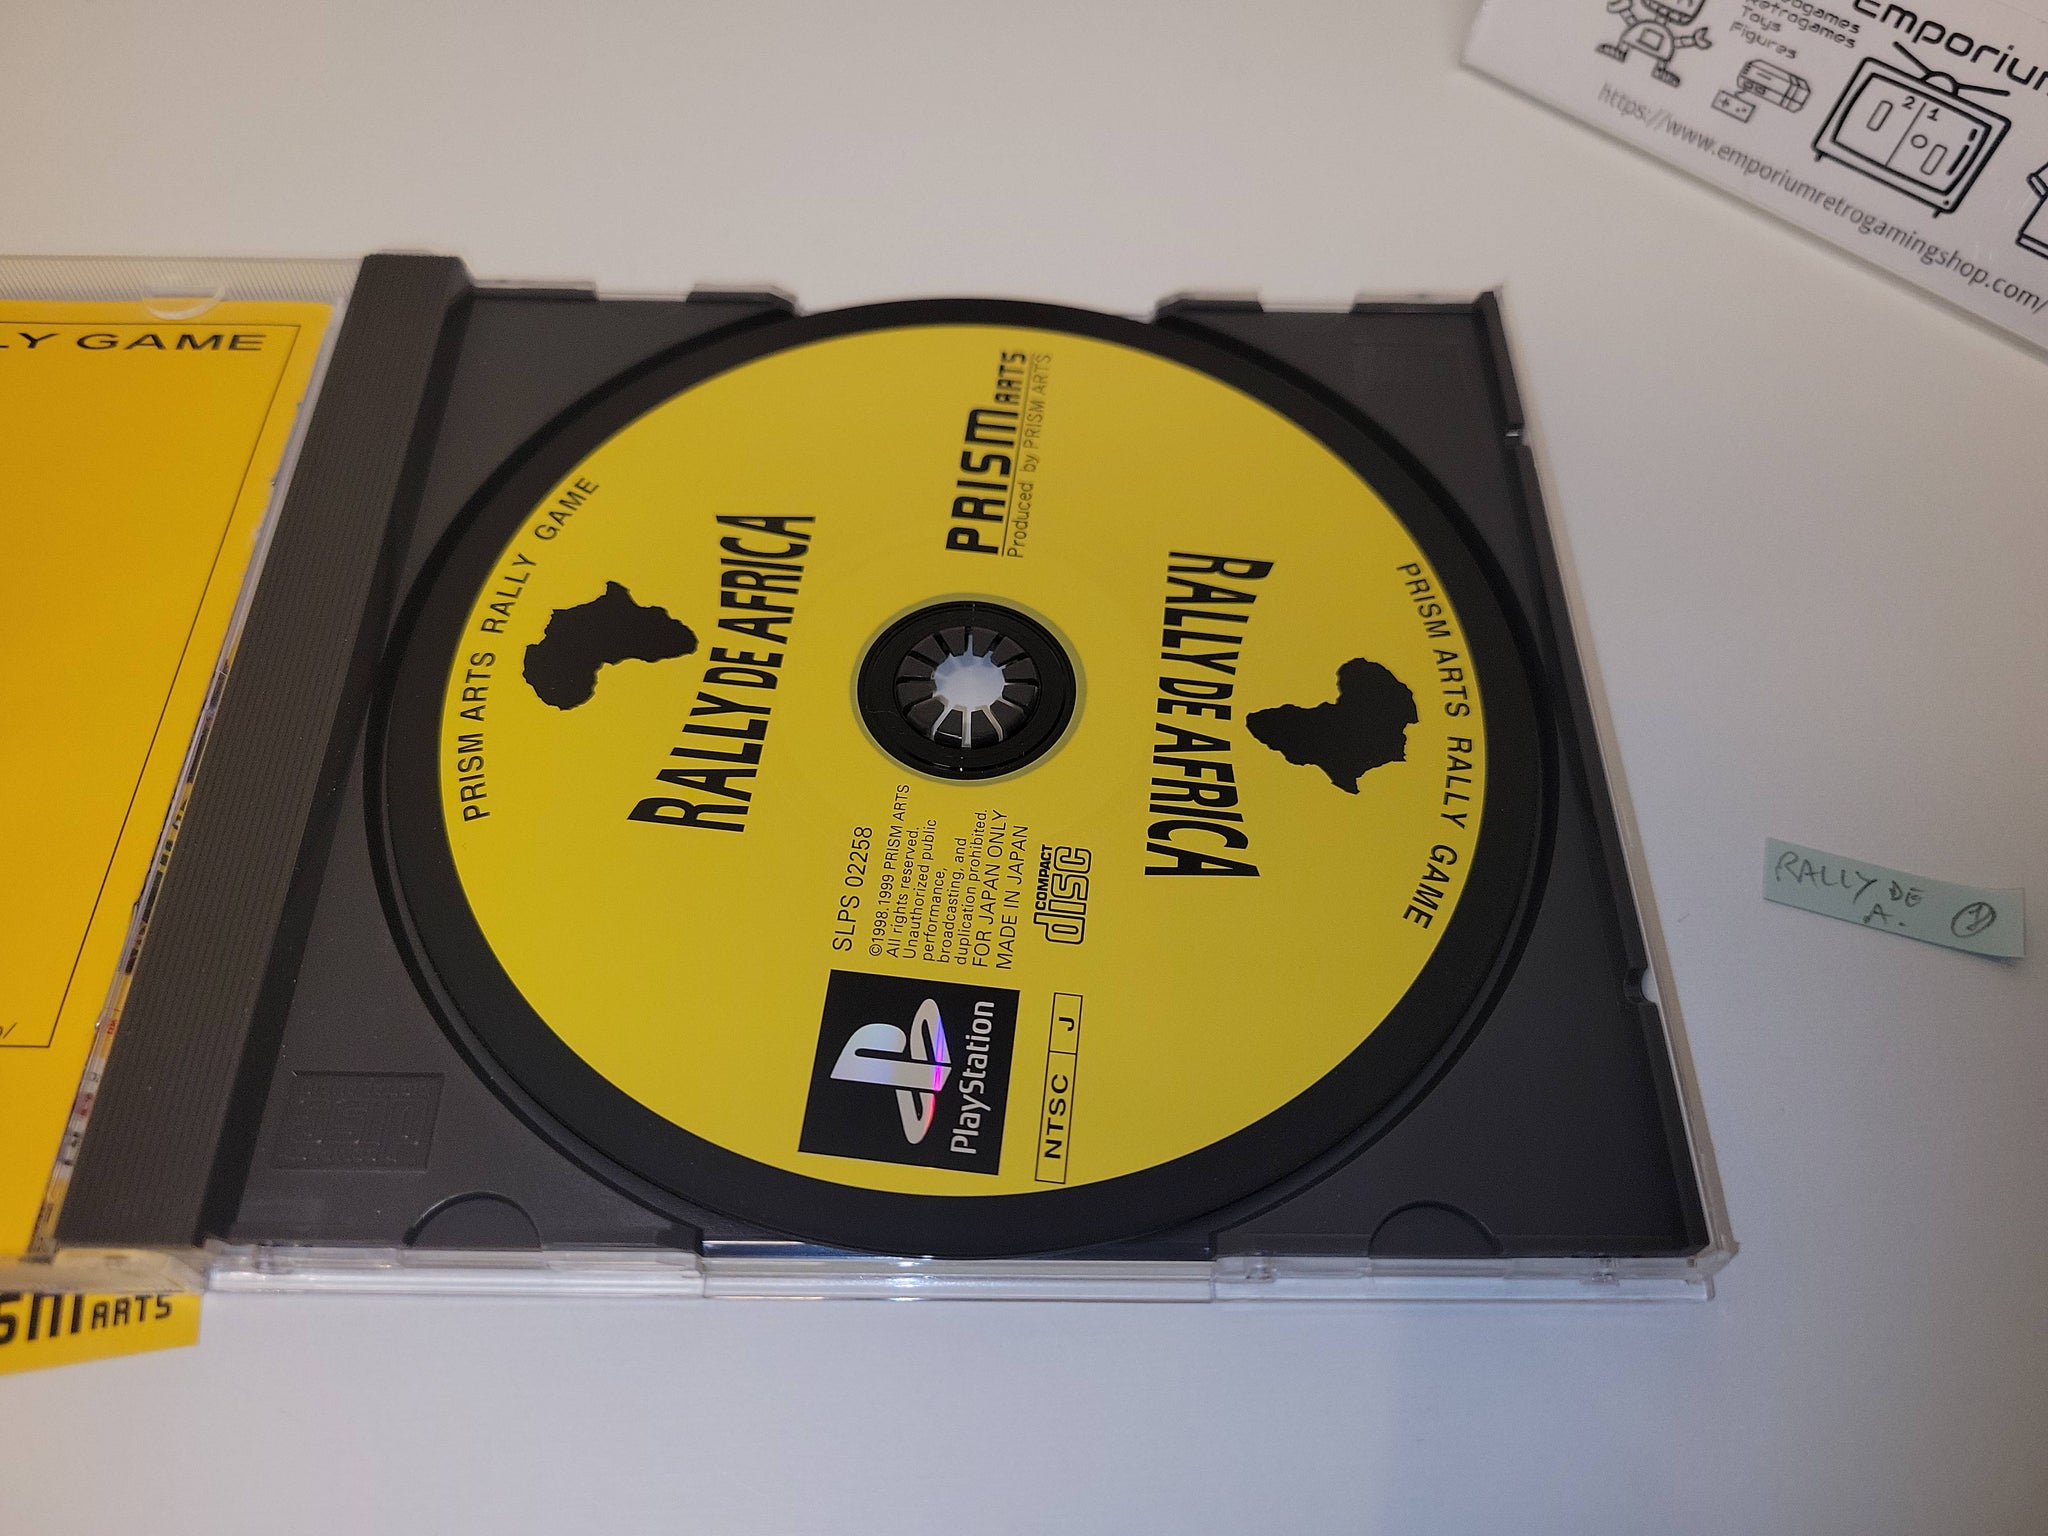 Emporium
Retrogames
Toys
Figures
https://www.emporiumretrogamingshop.com/
2 1
LY GAME
PRISM ARTS
Produced by PRISM ARTS
PRISM ARTS RALLY GAME
RALLY DE AFRICA
RALLY DE AFRICA
PRISM ARTS RALLY GAME
SLPS 02258
©1998.1999 PRISM ARTS
All rights reserved.
Unauthorized public
performance,
broadcasting, and
duplication prohibited.
FOR JAPAN ONLY
MADE IN JAPAN
COMPACT
disc
PlayStation
NTSC J
RALLY DE
A. 1
SM ARTS